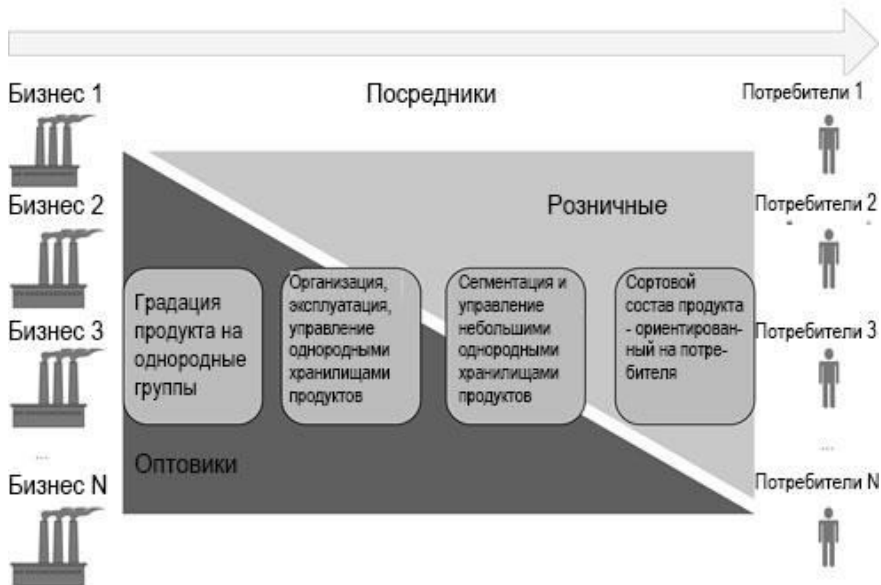 Бизнес 1
Посредники
Потребители 1
Бизнес 2
Розничные
Потребители 2
Градация
продукта на
однородные
группы
Организация,
эксплуатация,
управление
однородными
хранилищами
продуктов
Сегментация и
управление
небольшими
однородными
хранилищами
продуктов
Сортовой
состав продукта
- ориентирован-
ный на потре-
бителя
Бизнес 3
Потребители 3
...
...
Оптовики
Бизнес N
Потребители N